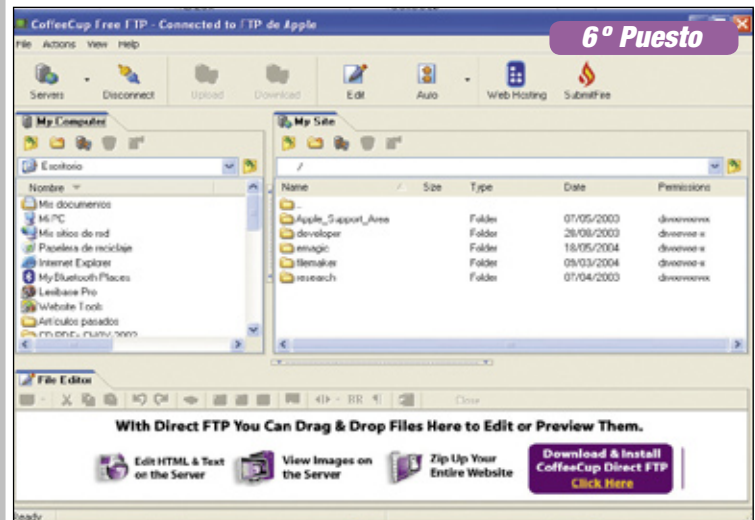 CoffeeCup Free FTP - Connected to FTP de Apple
6º Puesto
File Actions View Help
Servers Disconnect Upload Download Edit Auto Web Hosting SubmitFire
My Computer My Site
Escritorio /
Nombre Name Size Type Date Permissions
Mis documentos ..
Mi PC Apple_Support_Area Folder 07/05/2003
Mis sitios de red developer Folder 28/08/2003
Papelera de reciclaje emagic Folder 18/05/2004
Internet Explorer filemaker Folder 09/03/2004
My Bluetooth Places research Folder 07/04/2003
Lexibase Pro
Website Tools
Artículos pasados
File Editor
BR ¶ Close
With Direct FTP You Can Drag & Drop Files Here to Edit or Preview Them.
Edit HTML & Text on the Server
View Images on the Server
Zip Up Your Entire Website
Download & Install CoffeeCup Direct FTP
Click Here
Ready